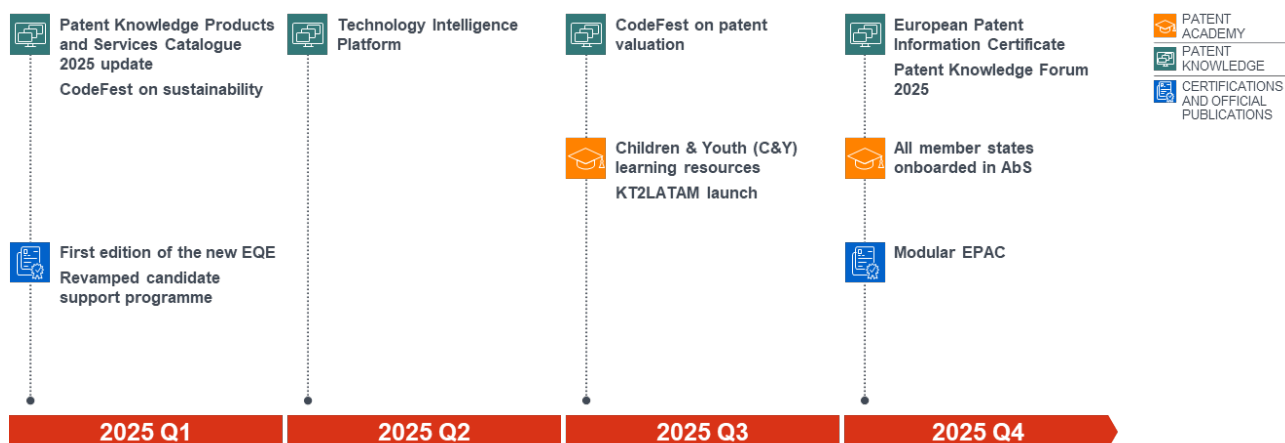 Patent Knowledge Products
and Services Catalogue
2025 update
CodeFest on sustainability
Technology Intelligence
Platform
CodeFest on patent
valuation
European Patent
Information Certificate
Patent Knowledge Forum
2025
PATENT
ACADEMY
PATENT
KNOWLEDGE
CERTIFICATIONS
AND OFFICIAL
PUBLICATIONS
Children & Youth (C&Y)
learning resources
KT2LATAM launch
All member states
onboarded in AbS
First edition of the new EQE
Revamped candidate
support programme
Modular EPAC
2025 Q1
2025 Q2
2025 Q3
2025 Q4